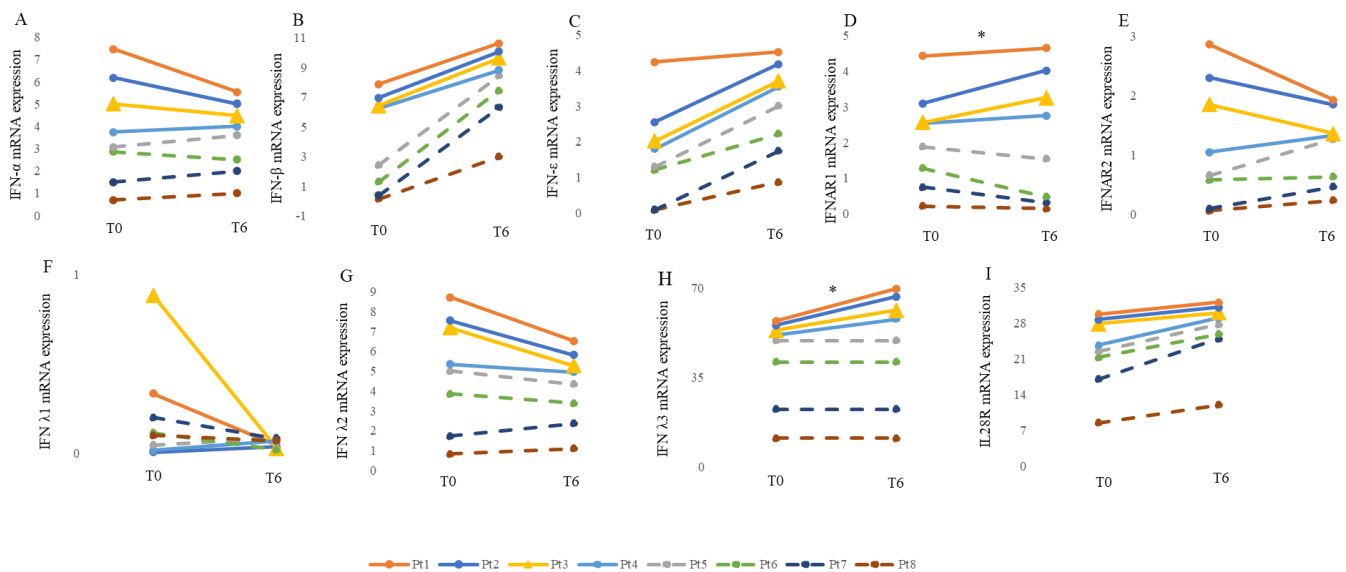 A
IFN-α mRNA expression
8
7
6
5
4
3
2
1
0
T0
T6
B
IFN-β mRNA expression
11
9
7
5
3
1
-1
T0
T6
C
IFN-ε mRNA expression
5
4
3
2
1
0
T0
T6
D
IFNAR1 mRNA expression
5
4
3
2
1
0
*
T0
T6
E
IFNAR2 mRNA expression
3
2
1
0
T0
T6
F
IFN λ1 mRNA expression
1
0
T0
T6
G
IFN λ2 mRNA expression
9
8
7
6
5
4
3
2
1
0
T0
T6
H
IFN λ3 mRNA expression
70
35
0
*
T0
T6
I
IL28R mRNA expression
35
28
21
14
7
0
T0
T6
Pt1 Pt2 Pt3 Pt4 Pt5 Pt6 Pt7 Pt8